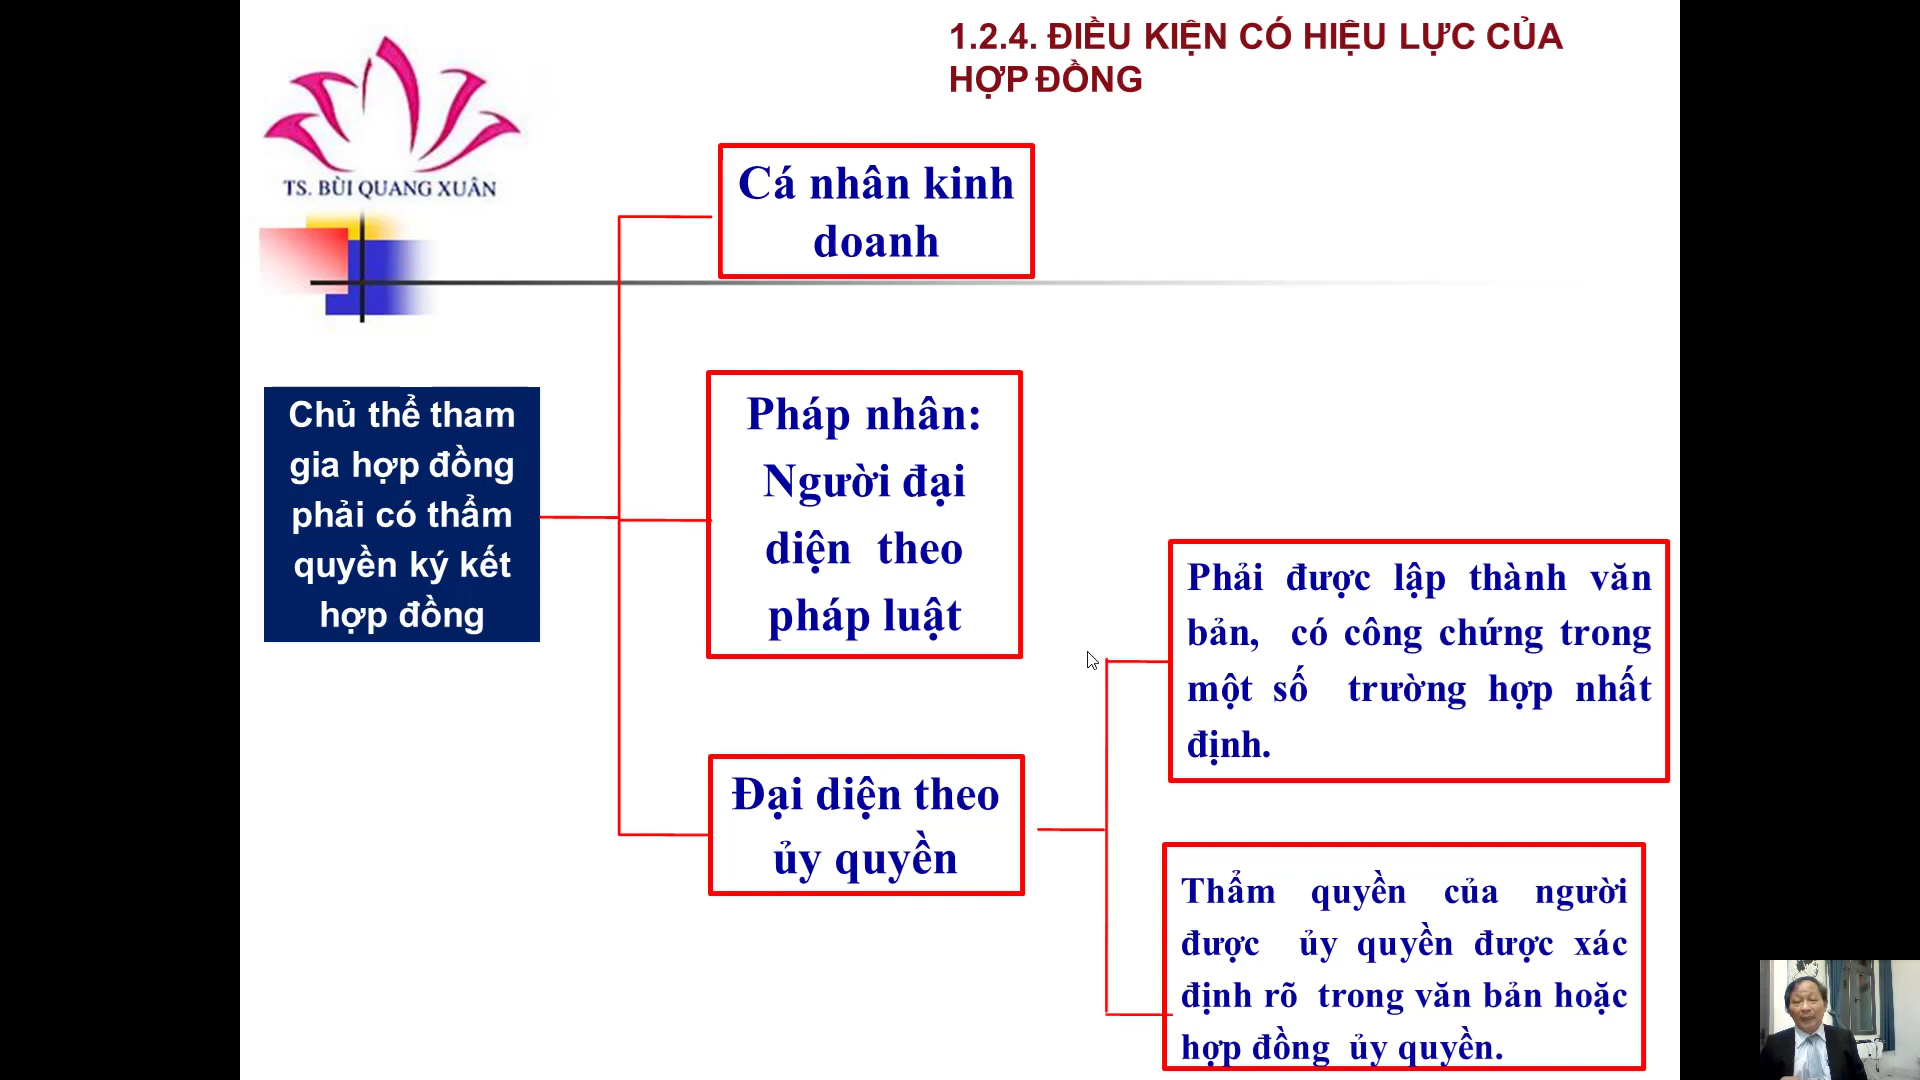 1.2.4. ĐIỀU KIỆN CÓ HIỆU LỰC CỦA
HỢP ĐỒNG
TS. BÙI QUANG XUÂN
Cá nhân kinh
doanh
Chủ thể tham
gia hợp đồng
phải có thẩm
quyền ký kết
hợp đồng
Pháp nhân:
Người đại
diện theo
pháp luật
Đại diện theo
ủy quyền
Phải được lập thành văn
bản, có công chứng trong
một số trường hợp nhất
định.
Thẩm quyền của người
được ủy quyền được xác
định rõ trong văn bản hoặc
hợp đồng ủy quyền.